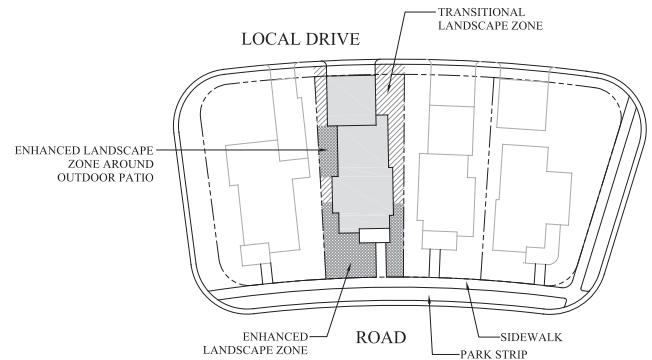 TRANSITIONAL
LANDSCAPE ZONE
LOCAL DRIVE
ENHANCED LANDSCAPE
ZONE AROUND
OUTDOOR PATIO
ENHANCED
LANDSCAPE ZONE
ROAD
SIDEWALK
PARK STRIP